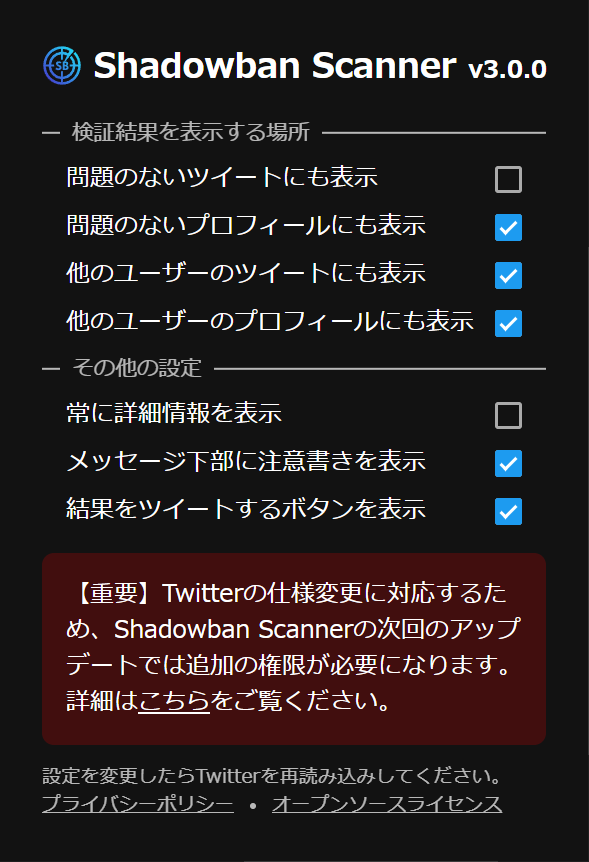 SB
Shadowban Scanner v3.0.0
検証結果を表示する場所
問題のないツイートにも表示
問題のないプロフィールにも表示
他のユーザーのツイートにも表示
他のユーザーのプロフィールにも表示
その他の設定
常に詳細情報を表示
メッセージ下部に注意書きを表示
結果をツイートするボタンを表示
【重要】Twitterの仕様変更に対応するた
め、Shadowban Scannerの次回のアップ
デートでは追加の権限が必要になります。
詳細はこちらをご覧ください。
設定を変更したらTwitterを再読み込みしてください。
プライバシーポリシー • オープンソースライセンス